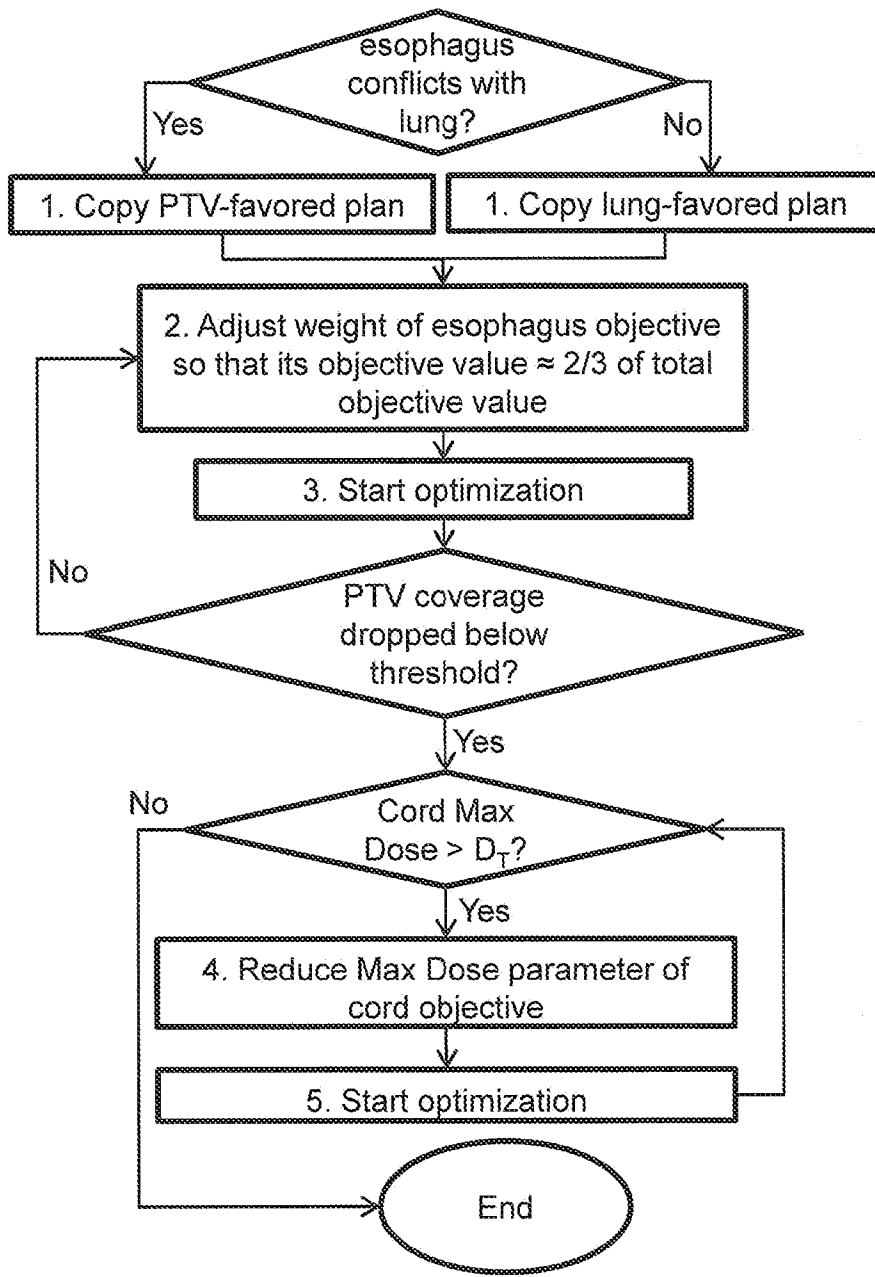 esophagus
conflicts with
lung?
Yes
No
1. Copy PTV-favored plan
1. Copy lung-favored plan
2. Adjust weight of esophagus objective
so that its objective value ≈ 2/3 of total
objective value
3. Start optimization
No
PTV coverage
dropped below
threshold?
Yes
No
Cord Max
Dose > D_T?
Yes
4. Reduce Max Dose parameter of
cord objective
5. Start optimization
End